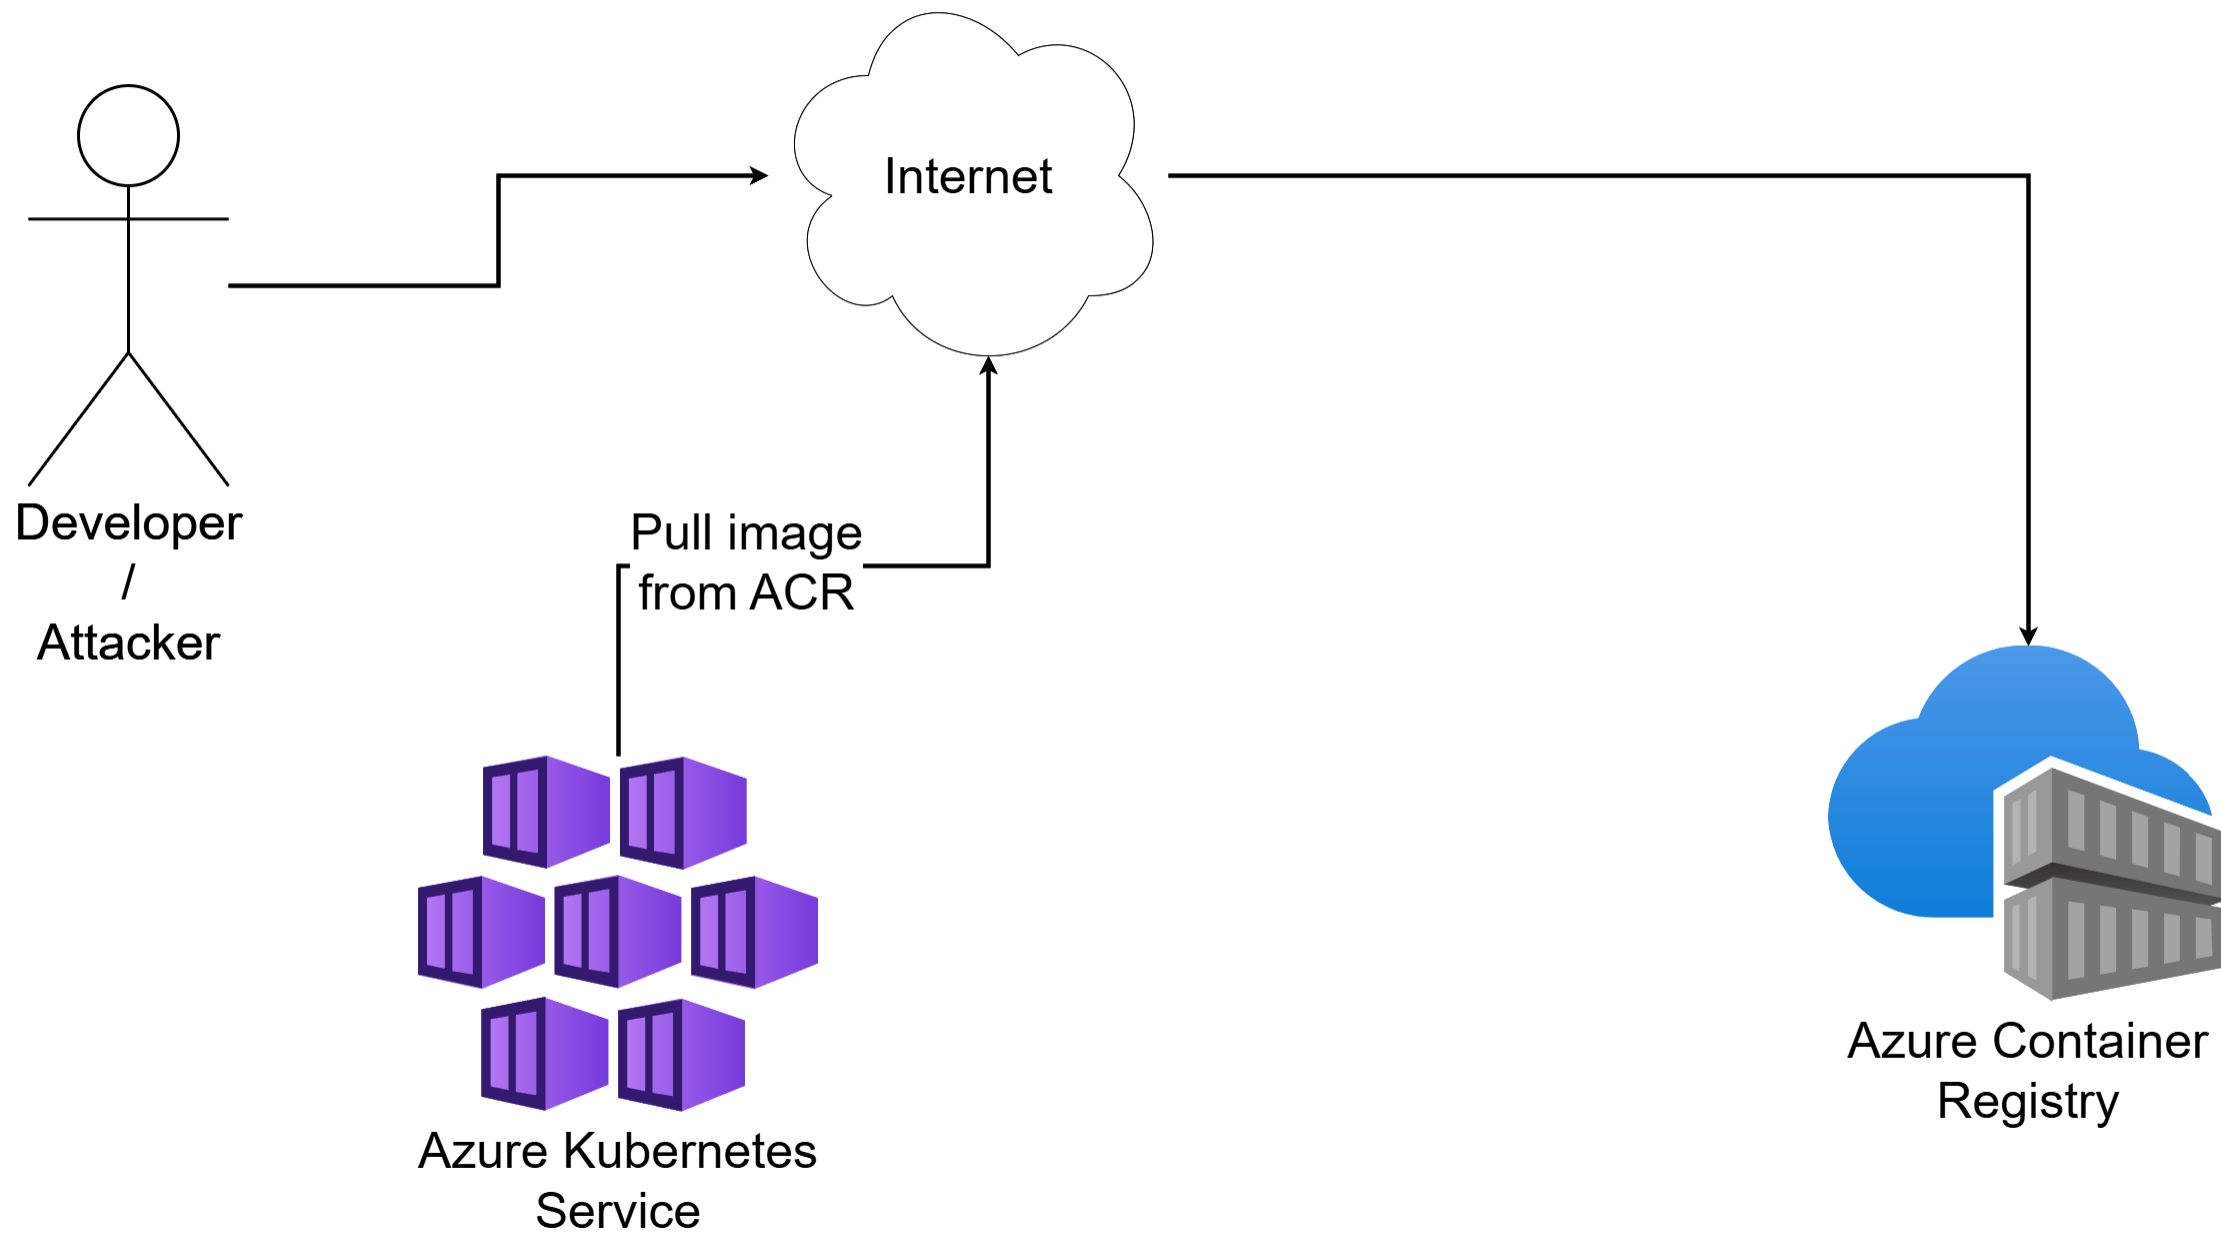 Internet
Developer
/
Attacker
Pull image
from ACR
Azure Container
Registry
Azure Kubernetes
Service